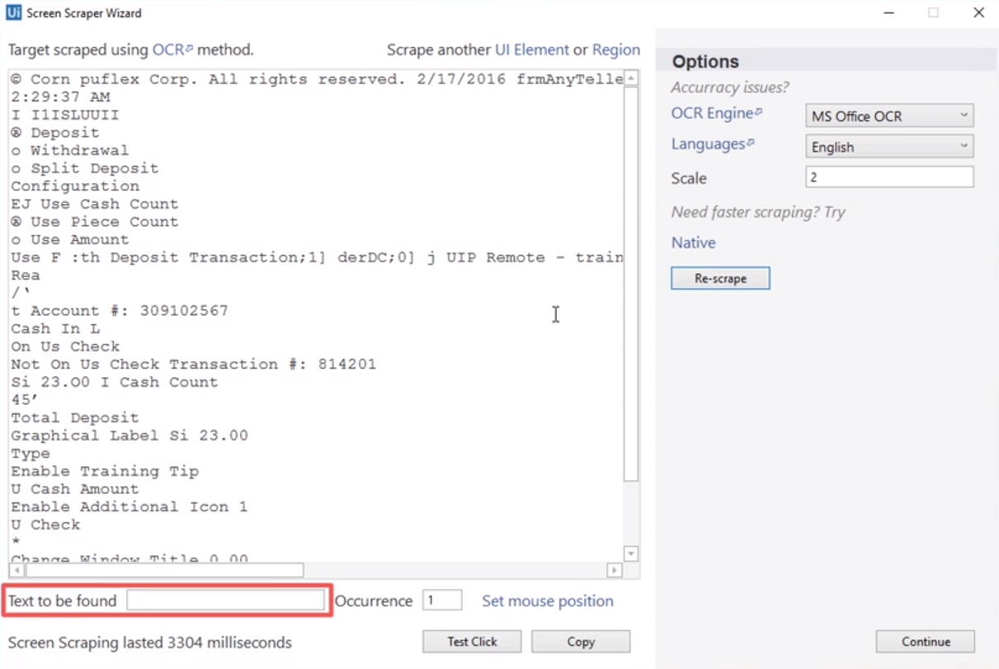 Ui Screen Scraper Wizard
Target scraped using OCR method.
Scrape another UI Element or Region
© Corn puflex Corp. All rights reserved. 2/17/2016 frmAnyTelle
2:29:37 AM
I I1ISLUUII
® Deposit
o Withdrawal
o Split Deposit
Configuration
EJ Use Cash Count
® Use Piece Count
o Use Amount
Use F :th Deposit Transaction;1] derDC;0] j UIP Remote - train
Rea
/‛
t Account #: 309102567
Cash In L
On Us Check
Not On Us Check Transaction #: 814201
Si 23.O0 I Cash Count
45’
Total Deposit
Graphical Label Si 23.00
Type
Enable Training Tip
U Cash Amount
Enable Additional Icon 1
U Check
*
Change Window Title 0 00
Text to be found
Occurrence 1
Set mouse position
Screen Scraping lasted 3304 milliseconds
Test Click
Copy
Options
Accurracy issues?
OCR Engine MS Office OCR
Languages English
Scale 2
Need faster scraping? Try
Native
Re-scrape
Continue